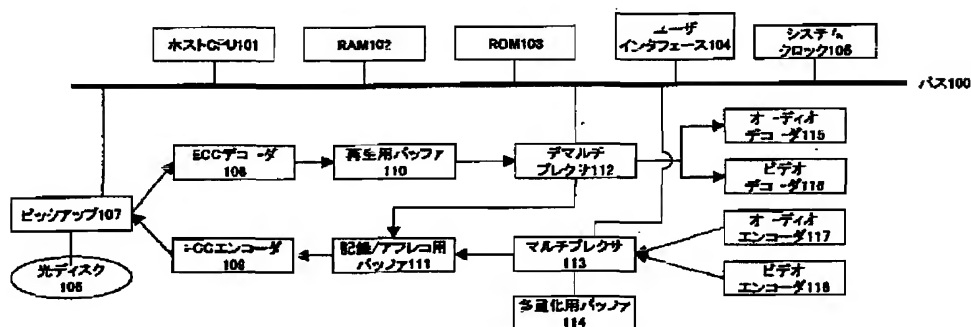 ホストCPU101
RAM102
ROM103
ユーザ
インタフェース104
システム
クロック105
バス100
ECCデコーダ
108
再生用バッファ
110
デマルチ
プレクサ112
オーディオ
デコーダ115
ビデオ
デコーダ116
ピックアップ107
ECCエンコーダ
109
記録/アフレコ用
バッファ111
マルチプレクサ
113
オーディオ
エンコーダ117
ビデオ
エンコーダ118
光ディスク
106
多重化用バッファ
114